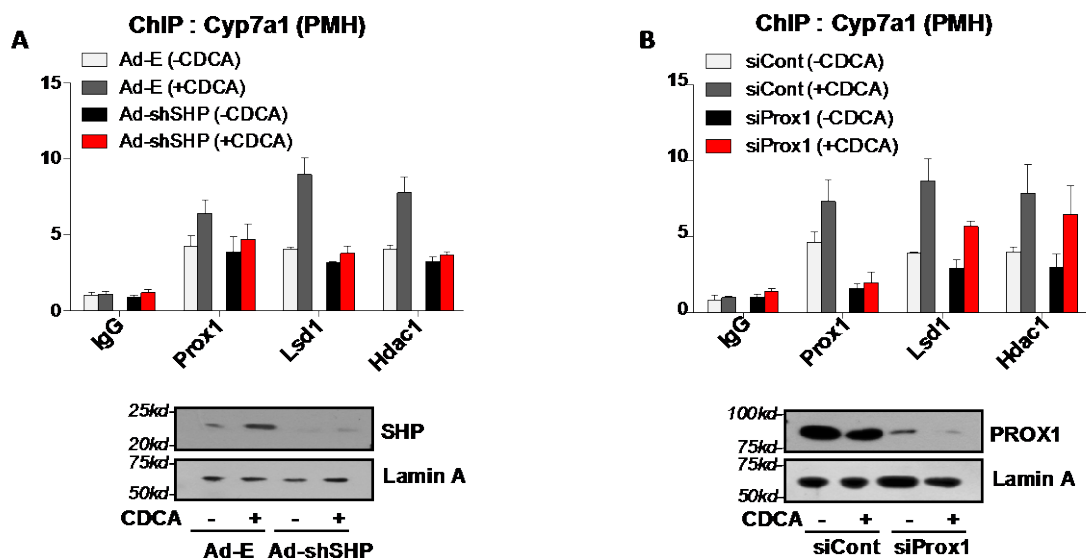 A
ChIP : Cyp7a1 (PMH)
Ad-E (-CDCA)
Ad-E (+CDCA)
Ad-shSHP (-CDCA)
Ad-shSHP (+CDCA)
15
10
5
0
IgG
Prox1
Lsd1
Hdac1
25kd
20kd
SHP
75kd
50kd
Lamin A
CDCA - + - +
Ad-E Ad-shSHP
B
ChIP : Cyp7a1 (PMH)
siCont (-CDCA)
siCont (+CDCA)
siProx1 (-CDCA)
siProx1 (+CDCA)
15
10
5
0
IgG
Prox1
Lsd1
Hdac1
100kd
75kd
PROX1
75kd
50kd
Lamin A
CDCA - + - +
siCont siProx1